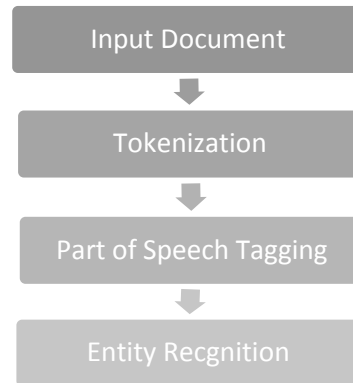 Input Document
Tokenization
Part of Speech Tagging
Entity Recgnition